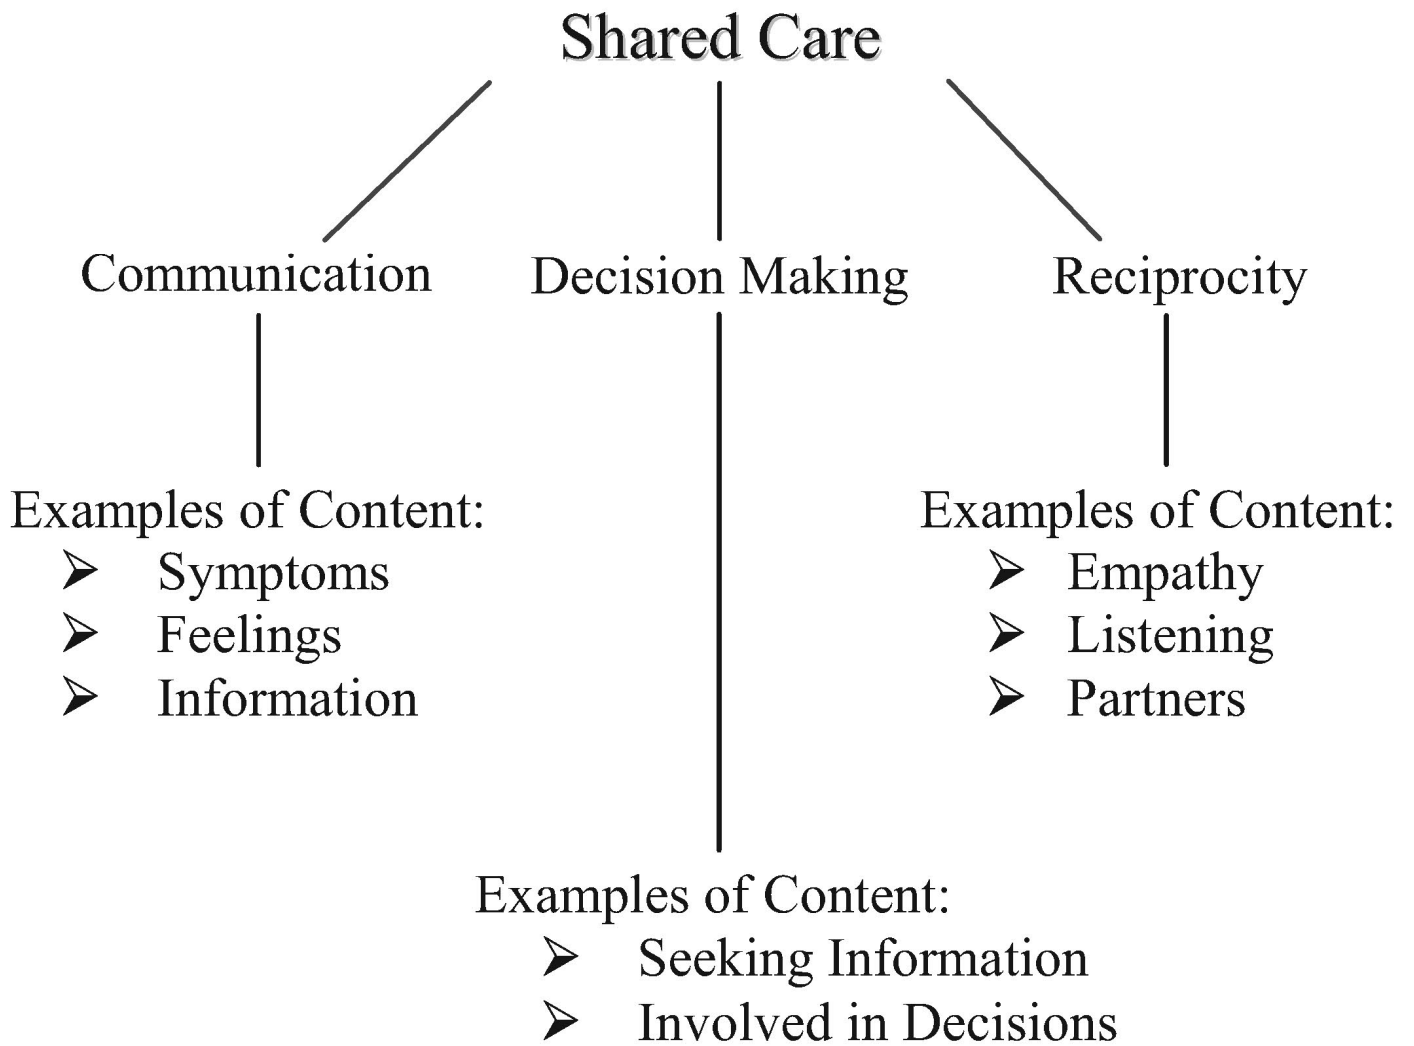 Shared Care
Communication
Decision Making
Reciprocity
Examples of Content:
➢ Symptoms
➢ Feelings
➢ Information
Examples of Content:
➢ Empathy
➢ Listening
➢ Partners
Examples of Content:
➢ Seeking Information
➢ Involved in Decisions